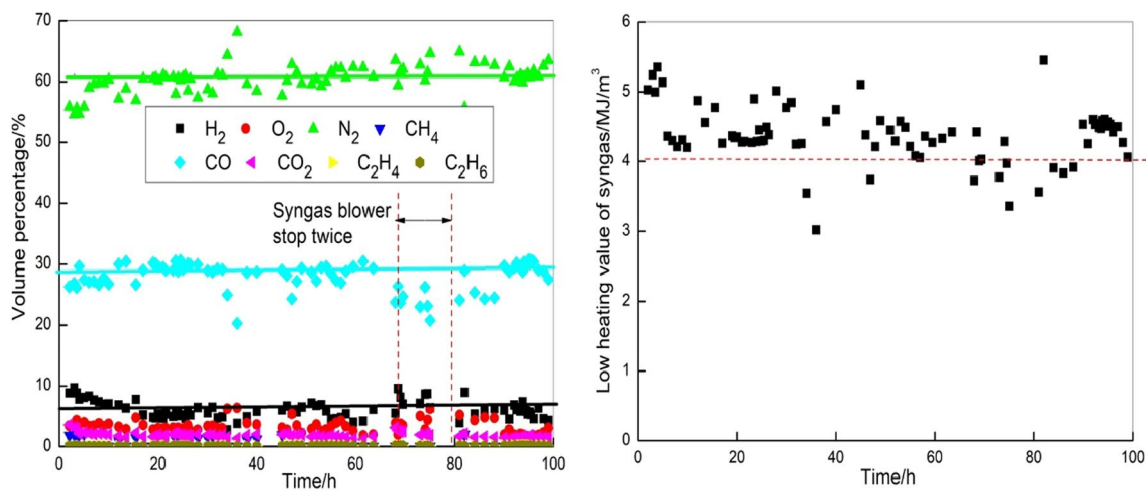 70
60
50
40
30
20
10
0
Volume percentage/%
H₂ O₂ N₂ CH₄
CO CO₂ C₂H₄ C₂H₆
Syngas blower
stop twice
0 20 40 60 80 100
Time/h
6
5
4
3
2
1
0
Low heating value of syngas/MJ/m³
0 20 40 60 80 100
Time/h